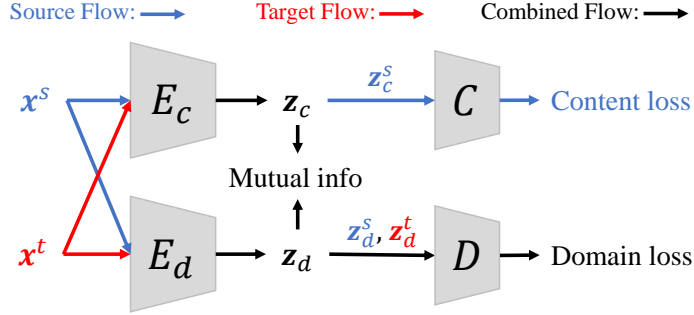 Source Flow: Target Flow: Combined Flow:
x^s E_c z_c z_c^s C Content loss
Mutual info
x^t E_d z_d z_d^s, z_d^t D Domain loss